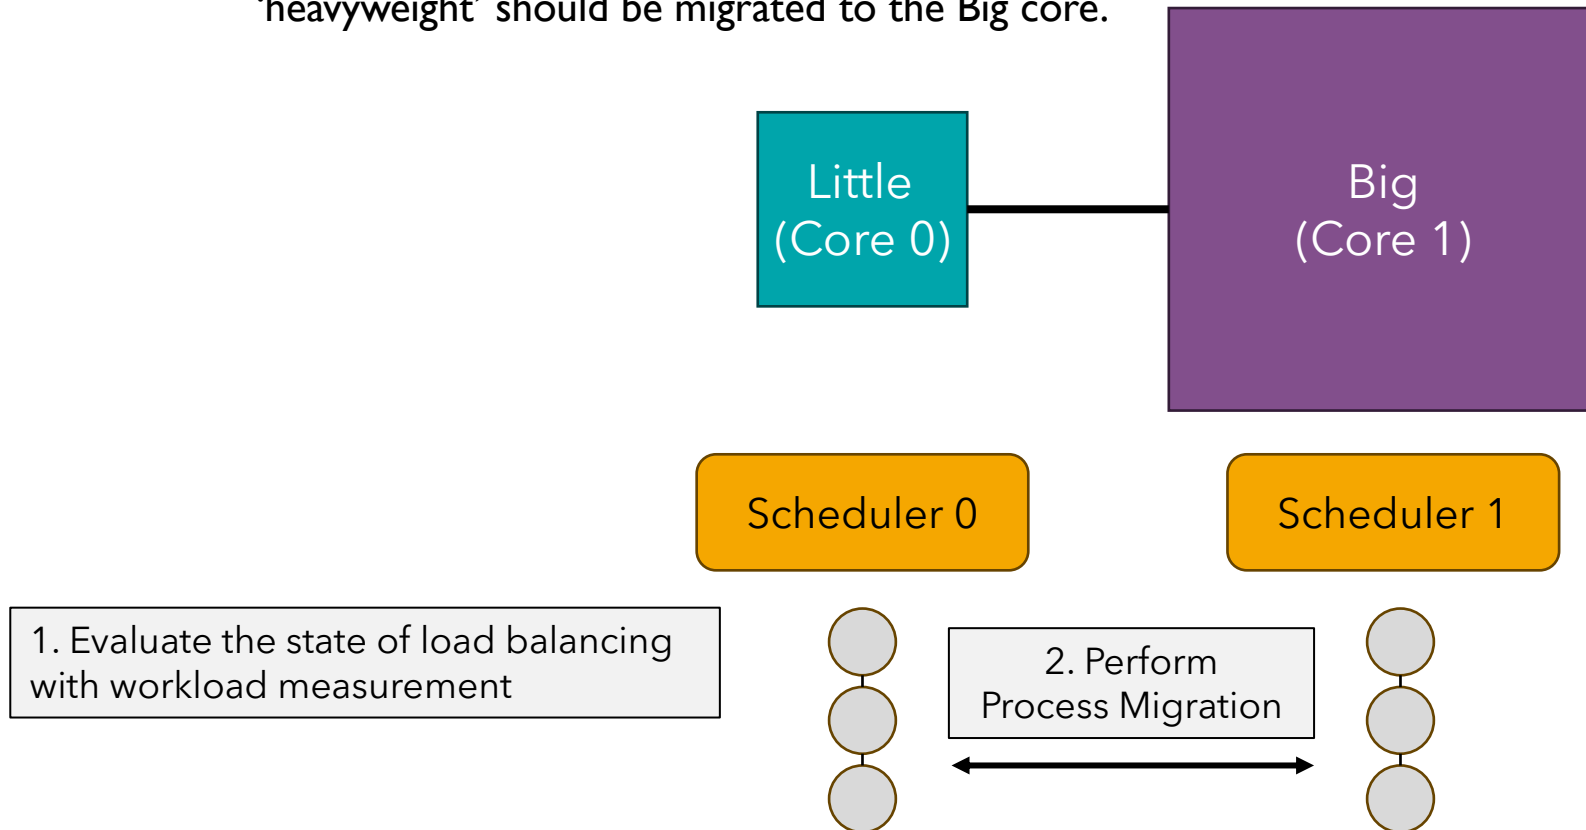 'heavyweight' should be migrated to the Big core.
Little
(Core 0)
Big
(Core 1)
Scheduler 0
Scheduler 1
1. Evaluate the state of load balancing
with workload measurement
2. Perform
Process Migration